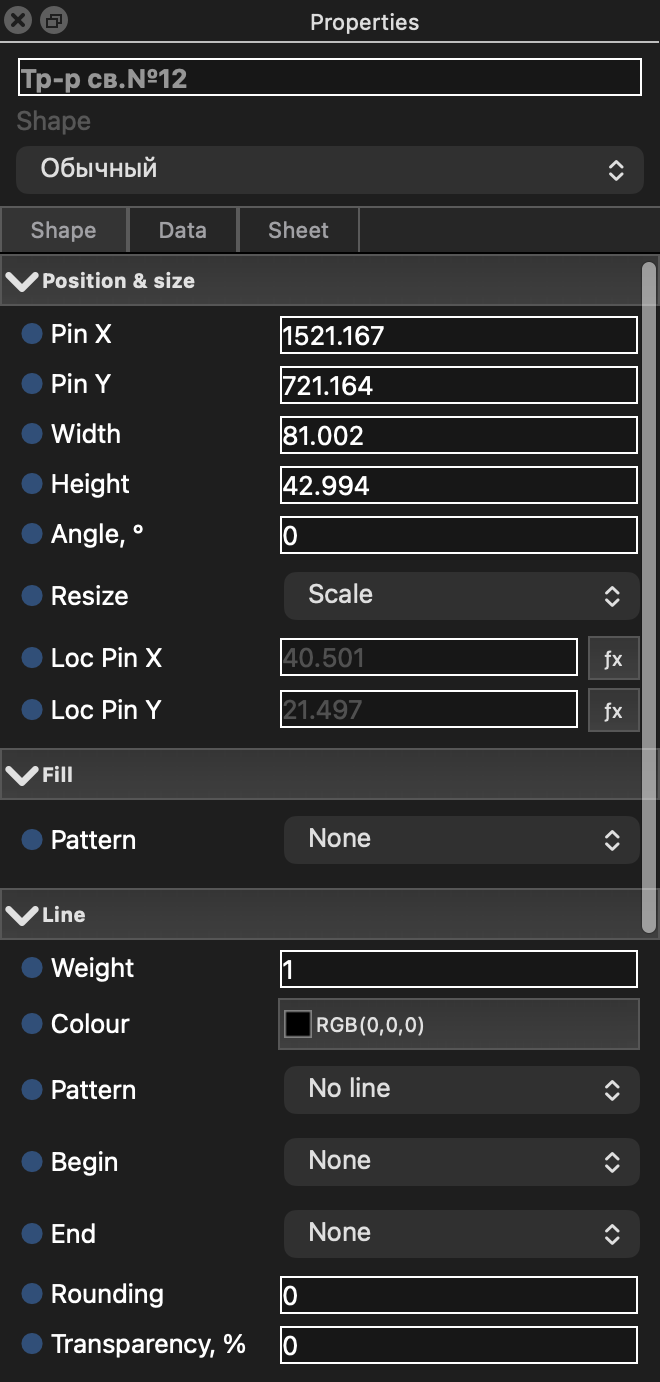 Properties
Тр-р св.№12
Shape
Обычный
Shape Data Sheet
Position & size
Pin X 1521.167
Pin Y 721.164
Width 81.002
Height 42.994
Angle, ° 0
Resize Scale
Loc Pin X 40.501 ƒx
Loc Pin Y 21.497 ƒx
Fill
Pattern None
Line
Weight 1
Colour RGB(0,0,0)
Pattern No line
Begin None
End None
Rounding 0
Transparency, % 0